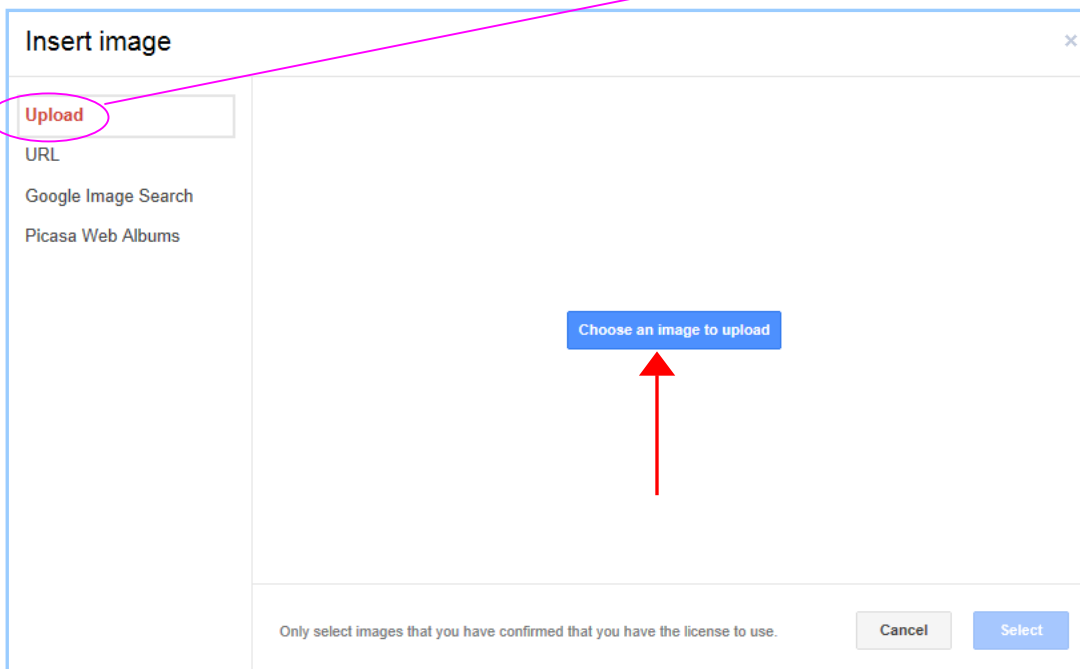 Insert image
×
Upload
URL
Google Image Search
Picasa Web Albums
Choose an image to upload
Only select images that you have confirmed that you have the license to use.
Cancel
Select